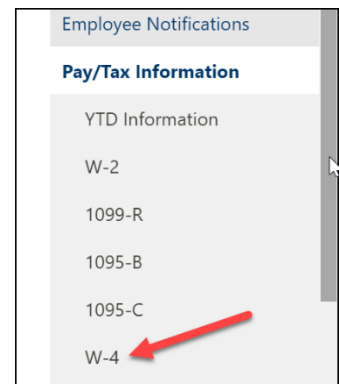 Employee Notifications
Pay/Tax Information
YTD Information
W-2
1099-R
1095-B
1095-C
W-4